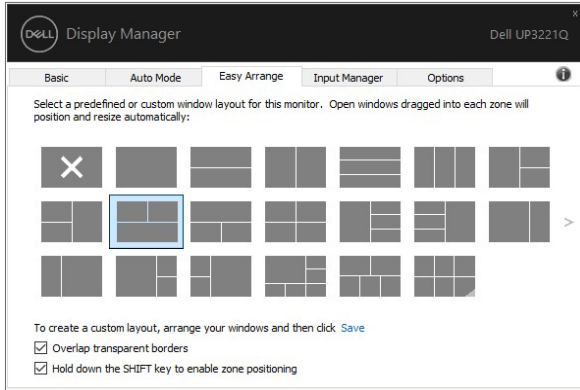 DELL Display Manager
Dell UP3221Q
Basic Auto Mode Easy Arrange Input Manager Options
Select a predefined or custom window layout for this monitor. Open windows dragged into each zone will
position and resize automatically:
To create a custom layout, arrange your windows and then click Save
Overlap transparent borders
Hold down the SHIFT key to enable zone positioning